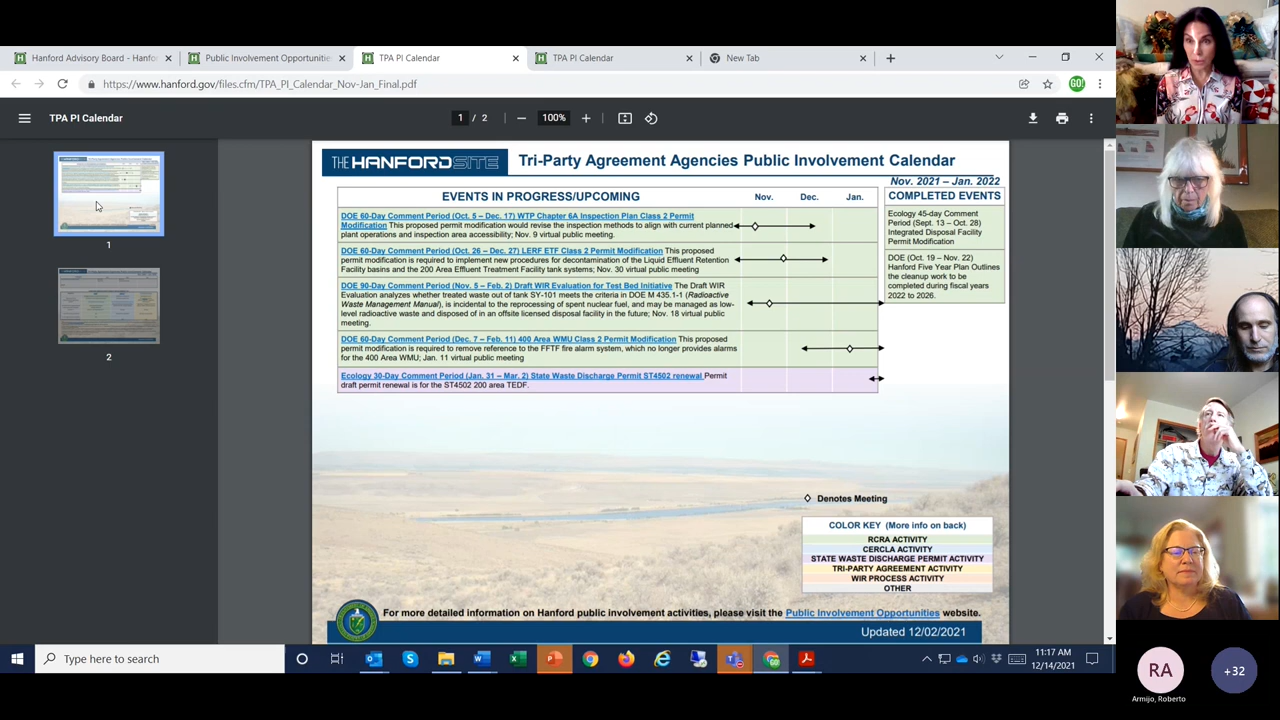 Hanford Advisory Board - Hanfo
Public Involvement Opportunities
TPA PI Calendar
TPA PI Calendar
New Tab
https://www.hanford.gov/files.cfm/TPA_PI_Calendar_Nov-Jan_Final.pdf
GO!
TPA PI Calendar
1 / 2
100%
1
2
THE HANFORDSITE
Tri-Party Agreement Agencies Public Involvement Calendar
Nov. 2021 – Jan. 2022
EVENTS IN PROGRESS/UPCOMING
Nov.
Dec.
Jan.
DOE 60-Day Comment Period (Oct. 5 – Dec. 17) WTP Chapter 6A Inspection Plan Class 2 Permit
Modification This proposed permit modification would revise the inspection methods to align with current planned
plant operations and inspection area accessibility; Nov. 9 virtual public meeting.
DOE 60-Day Comment Period (Oct. 26 – Dec. 27) LERF ETF Class 2 Permit Modification This proposed
permit modification is required to implement new procedures for decontamination of the Liquid Effluent Retention
Facility basins and the 200 Area Effluent Treatment Facility tank systems; Nov. 30 virtual public meeting
DOE 90-Day Comment Period (Nov. 5 – Feb. 2) Draft WIR Evaluation for Test Bed Initiative The Draft WIR
Evaluation analyzes whether treated waste out of tank SY-101 meets the criteria in DOE M 435.1-1 (Radioactive
Waste Management Manual), is incidental to the reprocessing of spent nuclear fuel, and may be managed as low-
level radioactive waste and disposed of in an offsite licensed disposal facility in the future; Nov. 18 virtual public
meeting.
DOE 60-Day Comment Period (Dec. 7 – Feb. 11) 400 Area WMU Class 2 Permit Modification This proposed
permit modification is required to remove reference to the FFTF fire alarm system, which no longer provides alarms
for the 400 Area WMU; Jan. 11 virtual public meeting
Ecology 30-Day Comment Period (Jan. 31 – Mar. 2) State Waste Discharge Permit ST4502 renewal Permit
draft permit renewal is for the ST4502 200 area TEDF.
COMPLETED EVENTS
Ecology 45-day Comment
Period (Sept. 13 – Oct. 28)
Integrated Disposal Facility
Permit Modification
DOE (Oct. 19 – Nov. 22)
Hanford Five Year Plan Outlines
the cleanup work to be
completed during fiscal years
2022 to 2026.
Denotes Meeting
COLOR KEY (More info on back)
RCRA ACTIVITY
CERCLA ACTIVITY
STATE WASTE DISCHARGE PERMIT ACTIVITY
TRI-PARTY AGREEMENT ACTIVITY
WIR PROCESS ACTIVITY
OTHER
For more detailed information on Hanford public involvement activities, please visit the Public Involvement Opportunities website.
Updated 12/02/2021
Type here to search
11:17 AM
12/14/2021
RA
Armijo, Roberto
+32